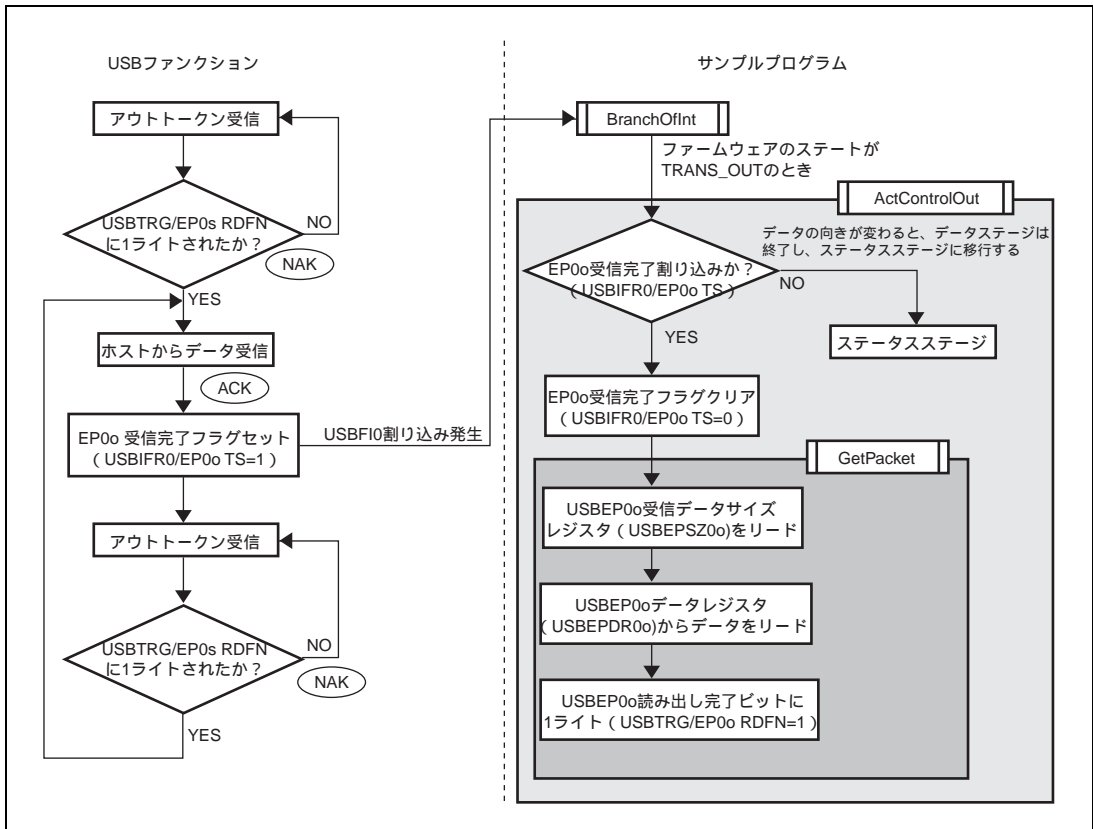 USBファンクション
アウトトークン受信
USBTRG/EP0s RDFN
に1ライトされたか？
NO
NAK
YES
ホストからデータ受信
ACK
EP0o 受信完了フラグセット
（USBIFR0/EP0o TS=1）
USBFI0割り込み発生
アウトトークン受信
USBTRG/EP0s RDFN
に1ライトされたか？
NO
NAK
YES
サンプルプログラム
BranchOfInt
ファームウェアのステートが
TRANS_OUTのとき
ActControlOut
データの向きが変わると、データステージは
終了し、ステータスステージに移行する
EP0o受信完了割り込みか？
（USBIFR0/EP0o TS）
NO
YES
ステータスステージ
EP0o受信完了フラグクリア
（USBIFR0/EP0o TS=0）
GetPacket
USBEP0o受信データサイズ
レジスタ（USBEPSZ0o)をリード
USBEP0oデータレジスタ
（USBEPDR0o)からデータをリード
USBEP0o読み出し完了ビットに
1ライト（USBTRG/EP0o RDFN=1）